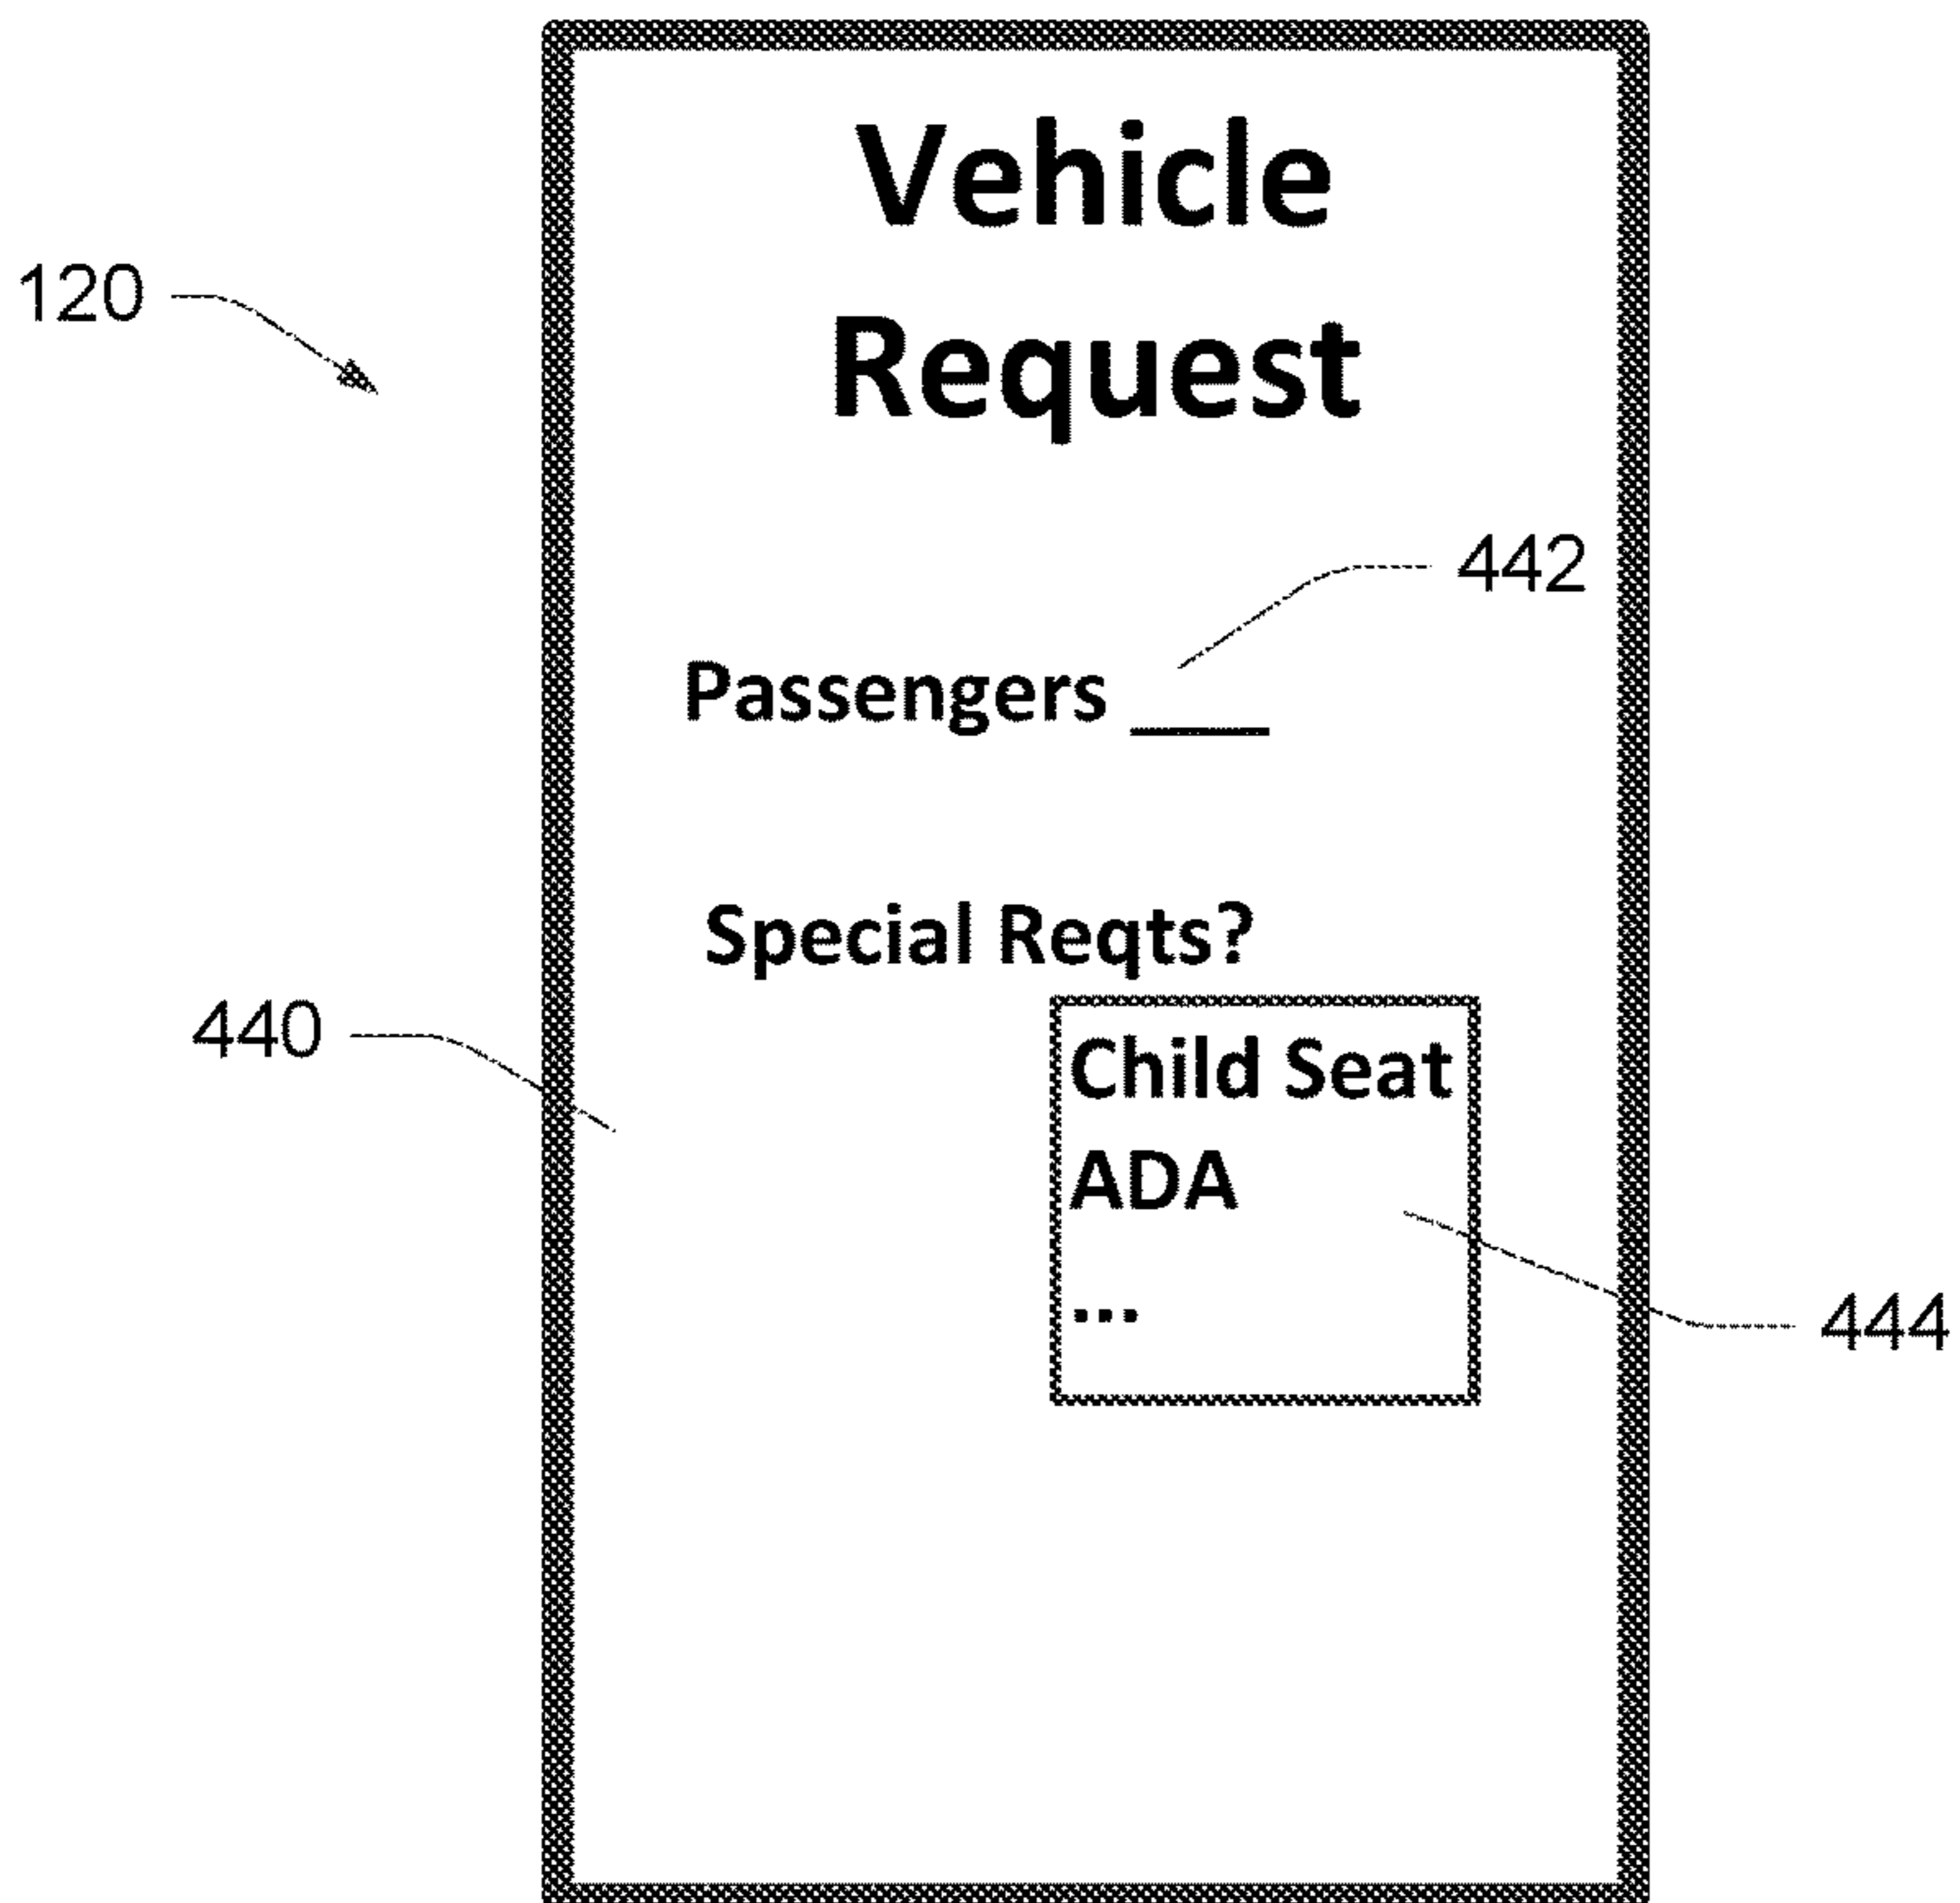 Vehicle
120
Request
442
Passengers ____
Special Reqts?
440
Child Seat
ADA
...
444